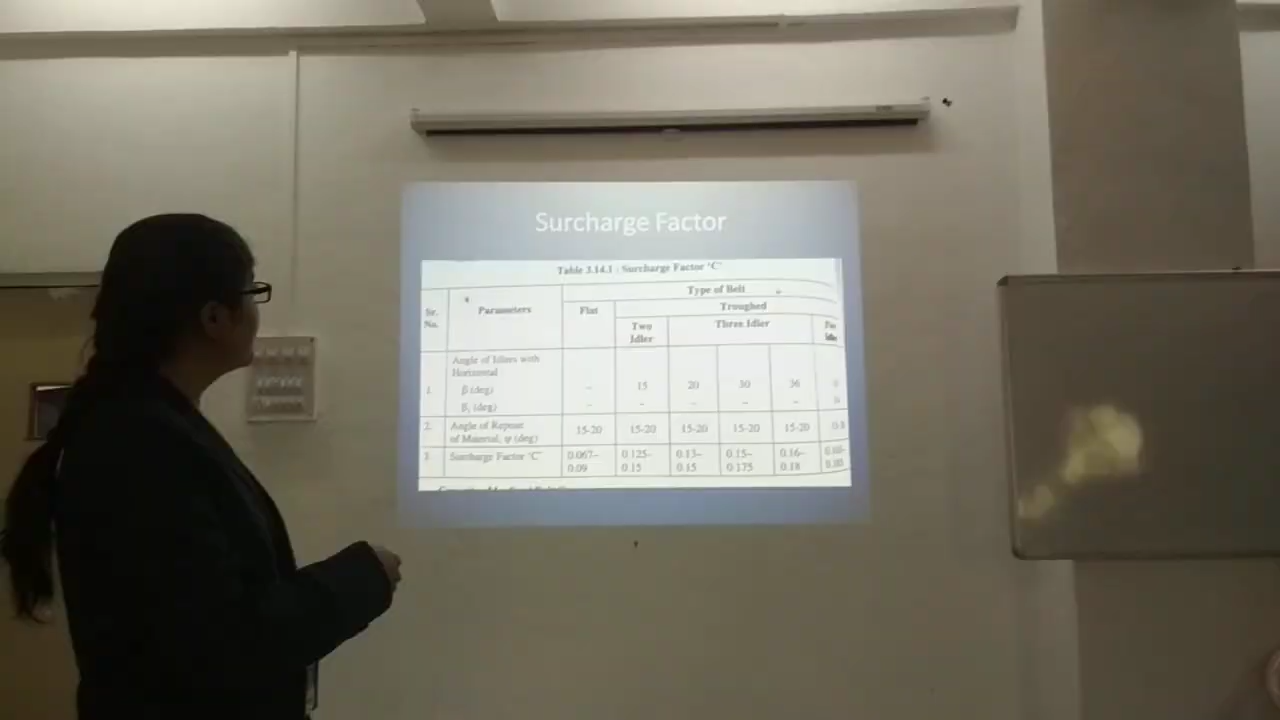 Surcharge Factor
Table 3.14.1 : Surcharge Factor 'C'
Sr. No. Parameters Type of Belt
Flat Troughed
Two Idler Three Idler
1. Angle of Idlers with Horizontal
β (deg) – 15 20 30 36
β₁ (deg) – – – – –
2. Angle of Repose of Material, φ (deg) 15-20 15-20 15-20 15-20 15-20
3 Surcharge Factor 'C' 0.067–0.09 0.125–0.15 0.13–0.15 0.15–0.175 0.16–0.18